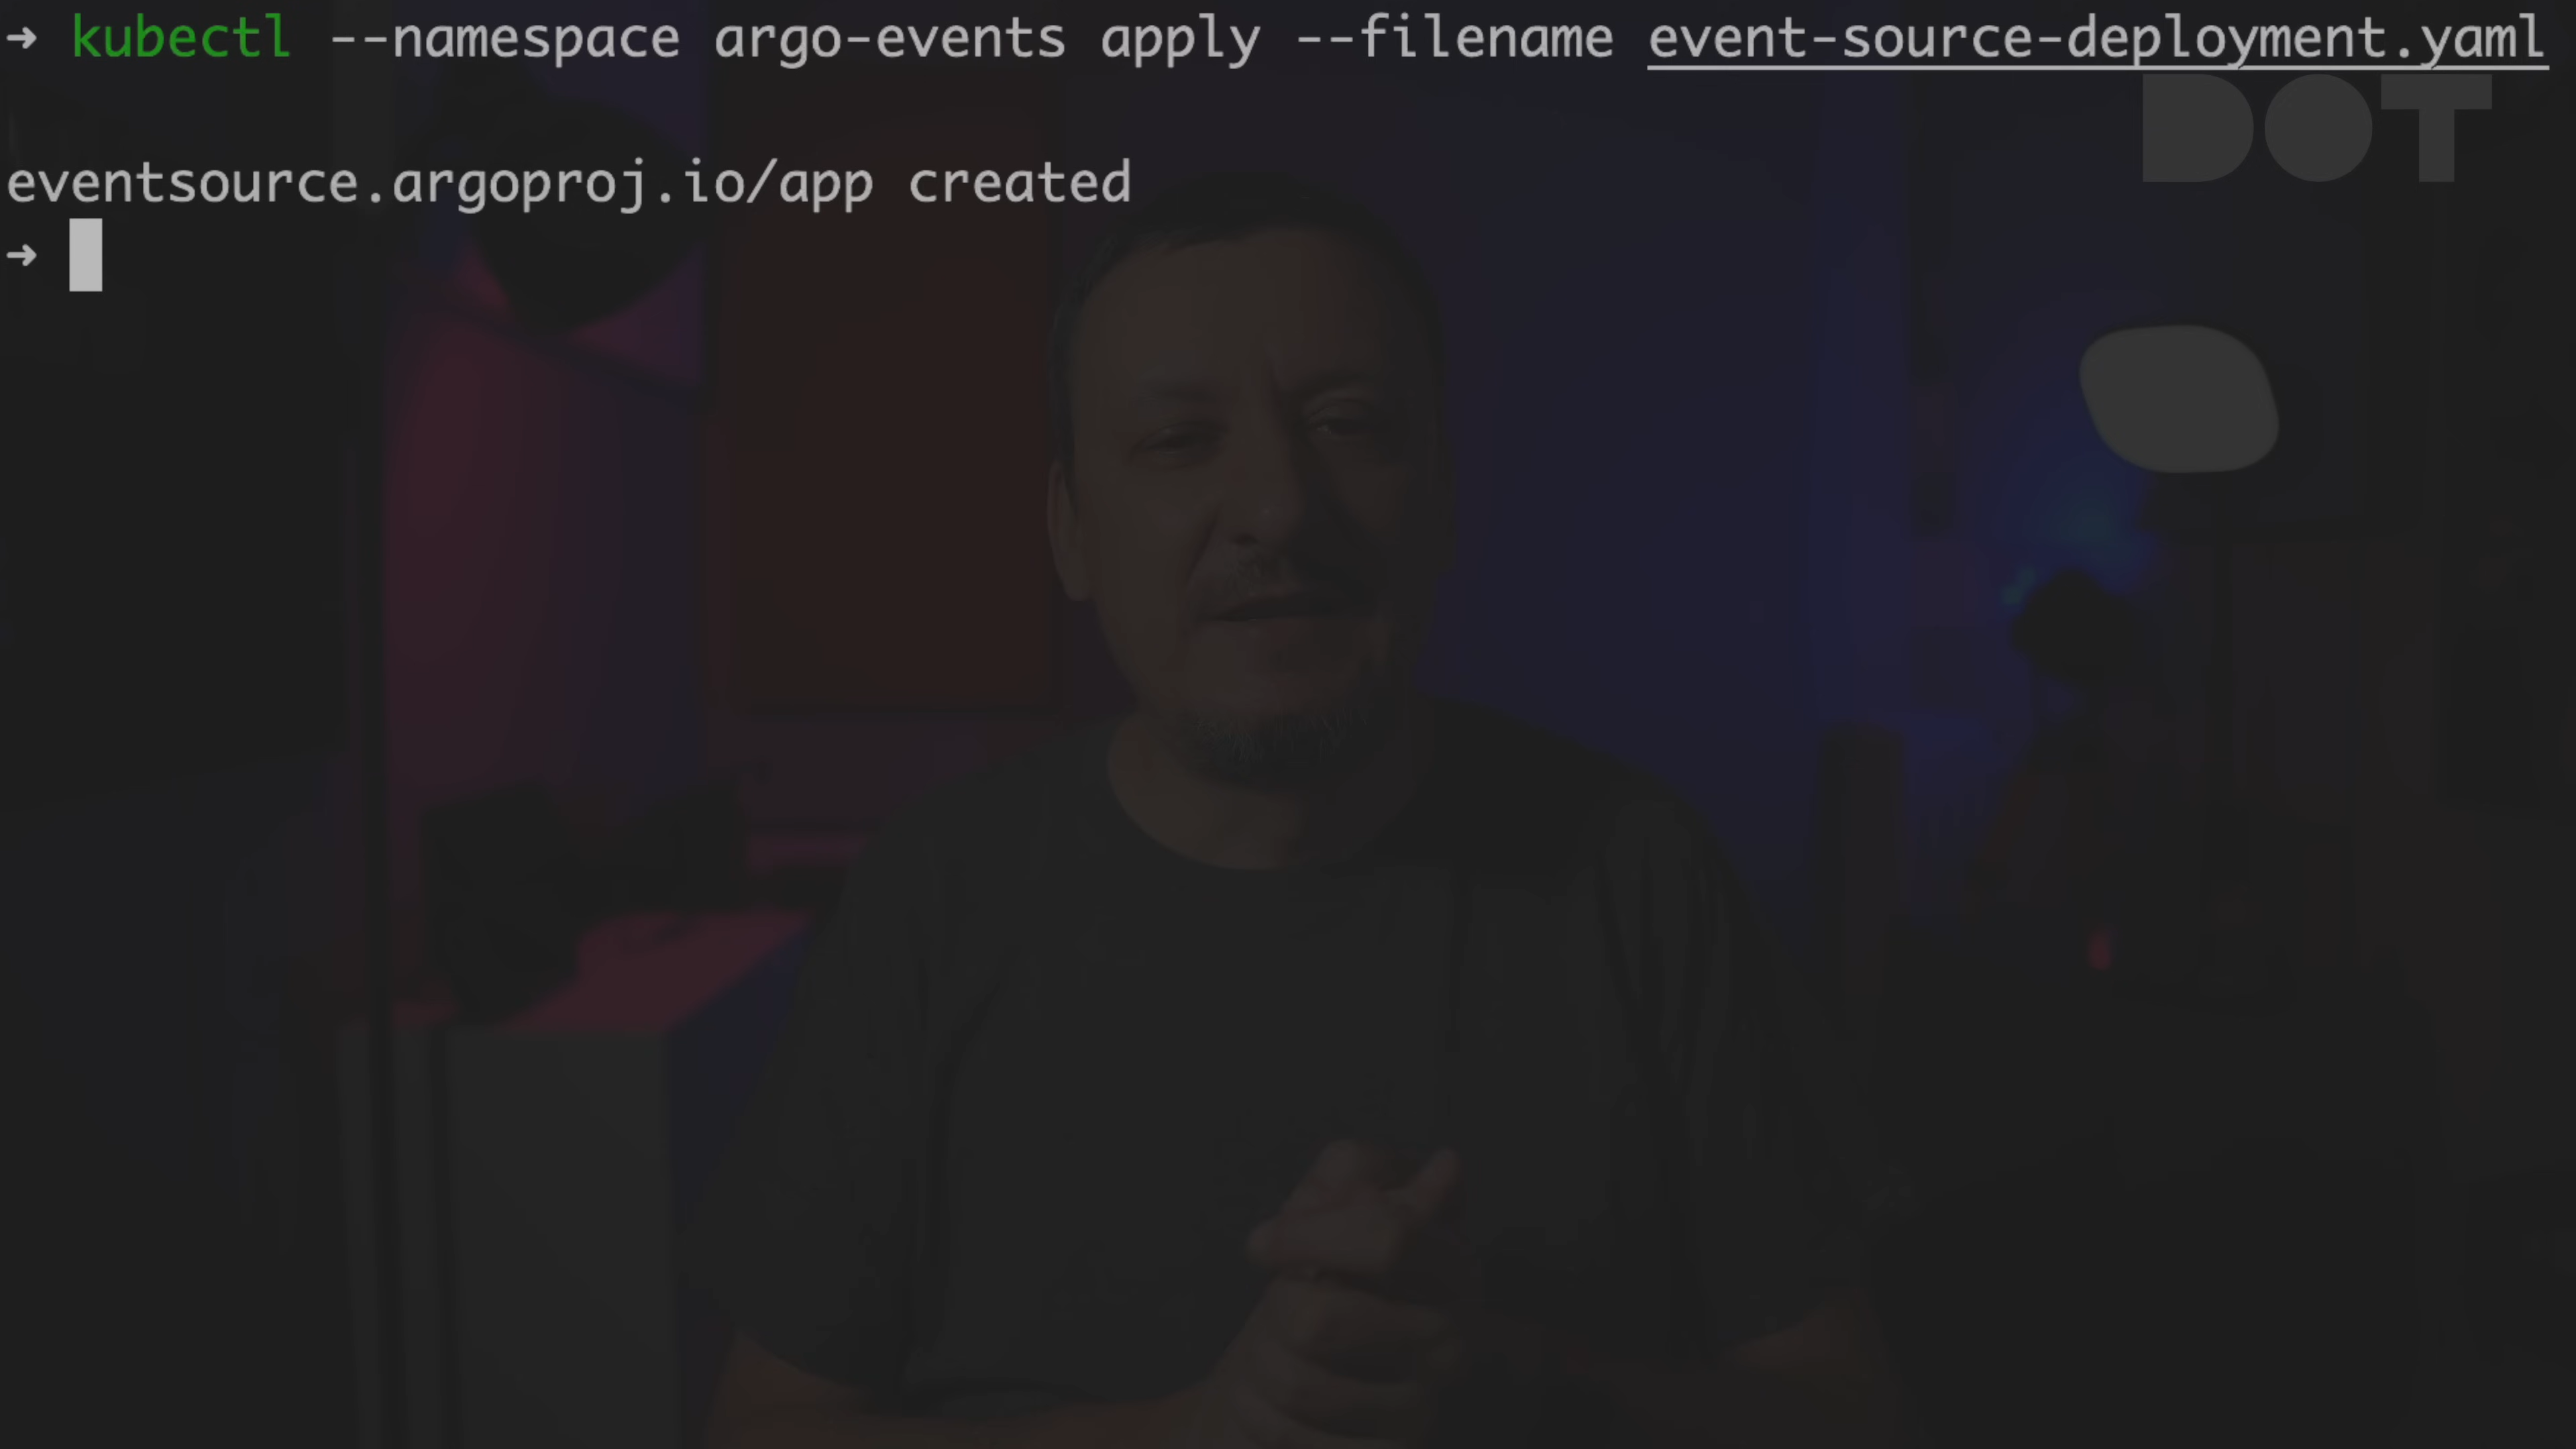 ➜ kubectl --namespace argo-events apply --filename event-source-deployment.yaml
DOT
eventsource.argoproj.io/app created
➜